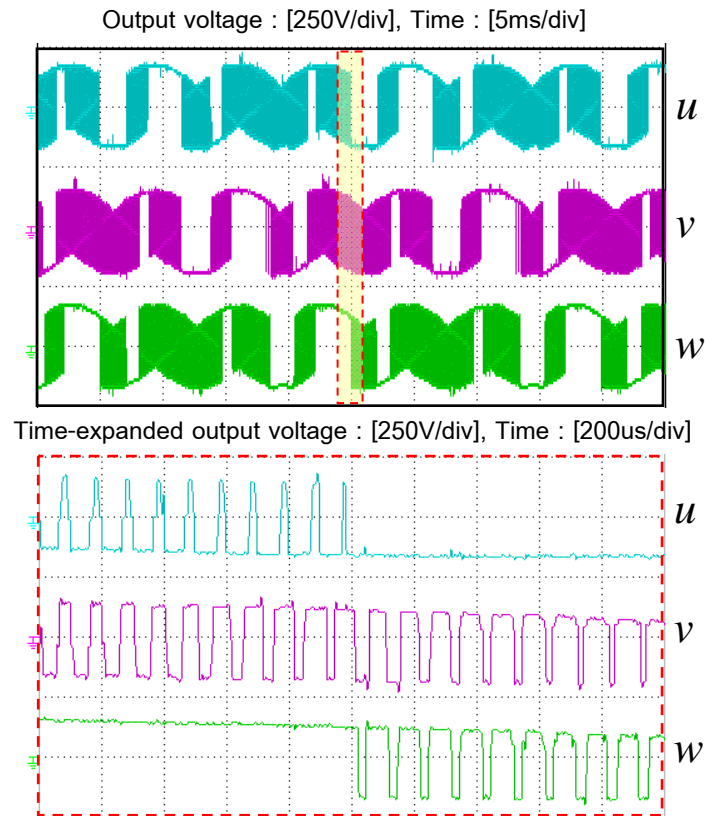 Output voltage : [250V/div], Time : [5ms/div]
u
v
w
Time-expanded output voltage : [250V/div], Time : [200us/div]
u
v
w